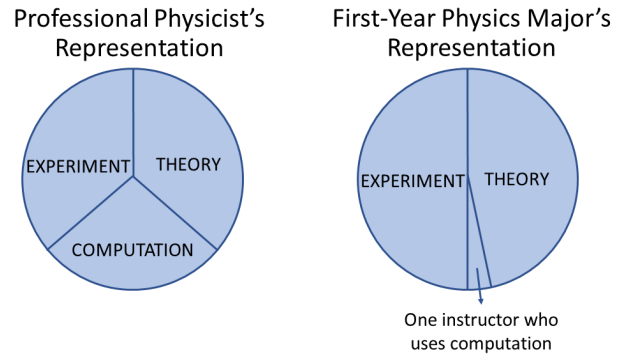 Professional Physicist's
Representation
EXPERIMENT
THEORY
COMPUTATION
First-Year Physics Major's
Representation
EXPERIMENT
THEORY
One instructor who
uses computation